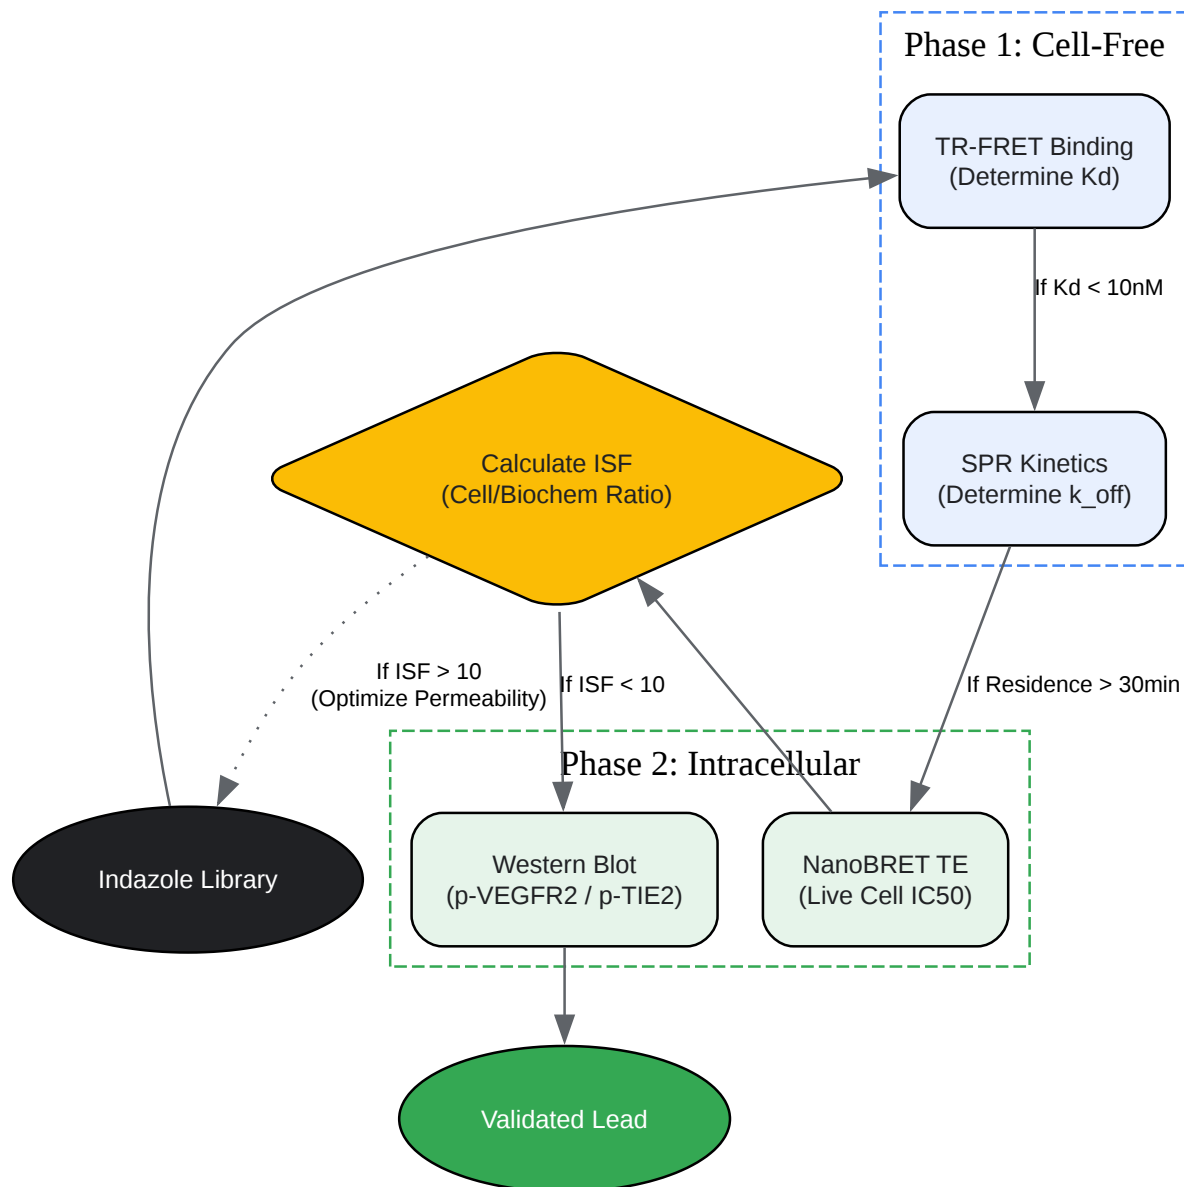 Phase 1: Cell-Free
TR-FRET Binding
(Determine Kd)
If Kd < 10nM
SPR Kinetics
(Determine k_off)
Calculate ISF
(Cell/Biochem Ratio)
If ISF > 10
(Optimize Permeability)
If ISF < 10
If Residence > 30min
Phase 2: Intracellular
Western Blot
(p-VEGFR2 / p-TIE2)
NanoBRET TE
(Live Cell IC50)
Indazole Library
Validated Lead